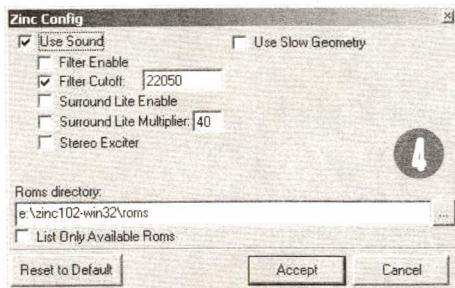 Zinc Config
Use Sound
Use Slow Geometry
Filter Enable
Filter Cutoff: 22050
Surround Lite Enable
Surround Lite Multiplier: 40
Stereo Exciter
4
Roms directory:
e:\zinc102-win32\roms
...
List Only Available Roms
Reset to Default
Accept
Cancel